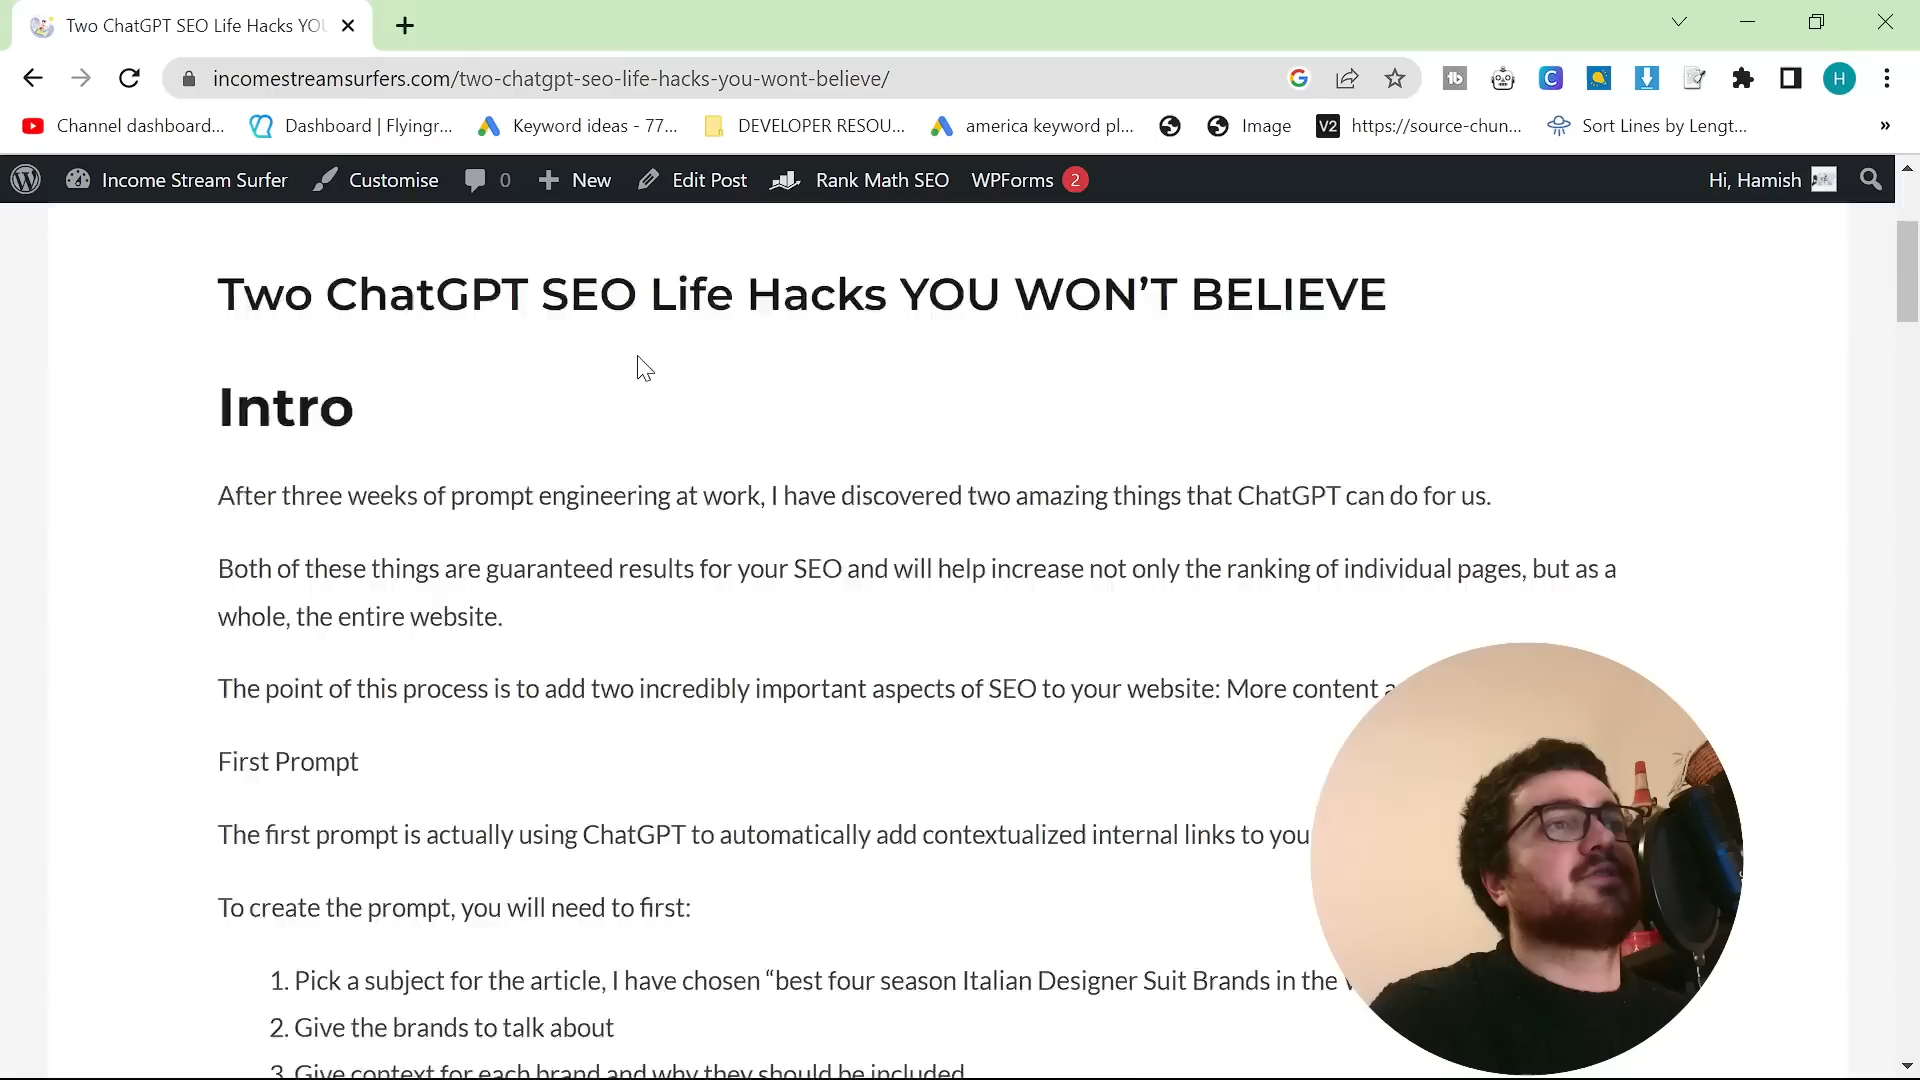 Two ChatGPT SEO Life Hacks YOU
incomestreamsurfers.com/two-chatgpt-seo-life-hacks-you-wont-believe/
H
Channel dashboard... Dashboard | Flyingr... Keyword ideas - 77... DEVELOPER RESOU... america keyword pl... Image V2 https://source-chun... Sort Lines by Lengt... »
Income Stream Surfer Customise 0 New Edit Post Rank Math SEO WPForms 2 Hi, Hamish
Two ChatGPT SEO Life Hacks YOU WON’T BELIEVE
Intro
After three weeks of prompt engineering at work, I have discovered two amazing things that ChatGPT can do for us.
Both of these things are guaranteed results for your SEO and will help increase not only the ranking of individual pages, but as a
whole, the entire website.
The point of this process is to add two incredibly important aspects of SEO to your website: More content
First Prompt
The first prompt is actually using ChatGPT to automatically add contextualized internal links to you
To create the prompt, you will need to first:
1. Pick a subject for the article, I have chosen “best four season Italian Designer Suit Brands in the
2. Give the brands to talk about
3. Give context for each brand and why they should be included